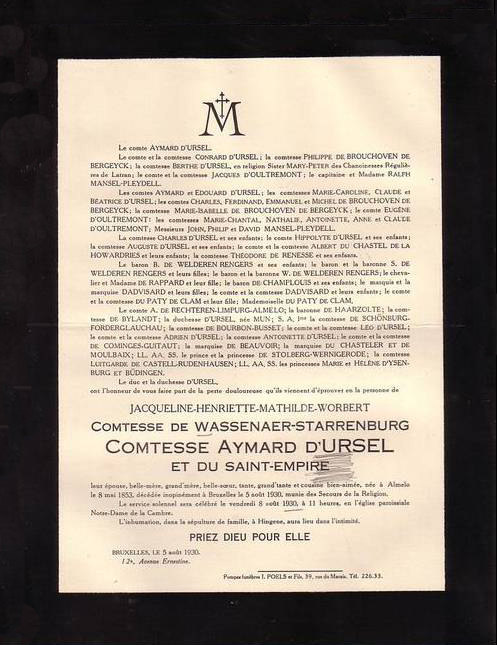 M
Le comte AYMARD D'URSEL.
Le comte et la comtesse CONRARD D'URSEL; la comtesse PHILIPPE DE BROUCHOVEN DE
BERGEYCK; la comtesse BERTHE D'URSEL, en religion Sister MARY-PETER des Chanoinesses Réguliè-
res de Latran; le comte et la comtesse JACQUES D'OULTREMONT; le capitaine et Madame RALPH
MANSEL-PLEYDELL.
Les comtes AYMARD et EDOUARD D'URSEL; les comtesses MARIE-CAROLINE, CLAUDE et
BÉATRICE D'URSEL; les comtes CHARLES, FERDINAND, EMMANUEL et MICHEL DE BROUCHOVEN DE
BERGEYCK; la comtesse MARIE-ISABELLE DE BROUCHOVEN DE BERGEYCK; le comte EUGÈNE
D'OULTREMONT: les comtesses MARIE-CHANTAL, NATHALIE, ANTOINETTE, ANNE et CLAUDE
D'OULTREMONT; Messieurs JOHN, PHILIP et DAVID MANSEL-PLEYDELL.
La comtesse CHARLES D'URSEL et ses enfants; le comte HIPPOLYTE D'URSEL et ses enfants;
la comtesse AUGUSTE D'URSEL et ses enfants; le comte et la comtesse ALBERT DU CHASTEL DE LA
HOWARDRIES et leurs enfants; la comtesse THÉODORE DE RENESSE et ses enfants.
Le baron B. DE WELDEREN RENGERS et ses enfants; le baron et la baronne S. DE
WELDEREN RENGERS et leurs filles; le baron et la baronne W. DE WELDEREN RENGERS; le cheva-
lier et Madame DE RAPPARD et leur fille; le baron DE CHAMPLOUIS et ses enfants; le marquis et la
marquise DADVISARD et leurs filles; le comte et la comtesse DADVISARD et leurs enfants; le comte
et la comtesse DU PATY DE CLAM et leur fille; Mademoiselle DU PATY DE CLAM,
Le comte A. DE RECHTEREN-LIMPURG-ALMELO; la baronne DE HAARZOLTE; la com-
tesse DE BYLANDT; la duchesse D'URSEL, née MUN; S. A. la comtesse DE SCHÖNBURG-
FORDERGLAUCHAU; la comtesse DE BOURBON-BUSSET; le comte et la comtesse LÉO D'URSEL;
le comte et la comtesse ADRIEN D'URSEL; la comtesse ANTOINETTE D'URSEL; le comte et la comtesse
DE COMINGES-GUITAUT; la marquise DE BEAUVOIR; la marquise DU CHASTELER ET DE
MOULBAIX; LL. AA. SS. le prince et la princesse DE STOLBERG-WERNIGERODE; la comtesse
LUITGARDE DE CASTELL-RUDENHAUSEN; LL. AA. SS. les princesses MARIE et HÉLÈNE D'YSEN-
BURG ET BÜDINGEN.
Le duc et la duchesse D'URSEL,
ont l'honneur de vous faire part de la perte douloureuse qu'ils viennent d'éprouver en la personne de
JACQUELINE-HENRIETTE-MATHILDE-WORBERT
COMTESSE DE WASSENAER-STARRENBURG
COMTESSE AYMARD D'URSEL
ET DU SAINT-EMPIRE
leur épouse, belle-mère, grand'mère, belle-sœur, tante, grand'tante et cousine bien-aimée, née à Almelo
le 8 mai 1853, décédée inopinément à Bruxelles le 5 août 1930, munie des Secours de la Religion.
Le service solennel sera célébré le vendredi 8 août 1930, à 11 heures, en l'église paroissiale
Notre-Dame de la Cambre.
L'inhumation, dans la sépulture de famille, à Hingene, aura lieu dans l'intimité.
PRIEZ DIEU POUR ELLE
BRUXELLES, LE 5 août 1930.
12A, Avenue Ernestine.
Pompes funèbres J. POELS et Fils, 39, rue du Marais. Tél. 226.33.